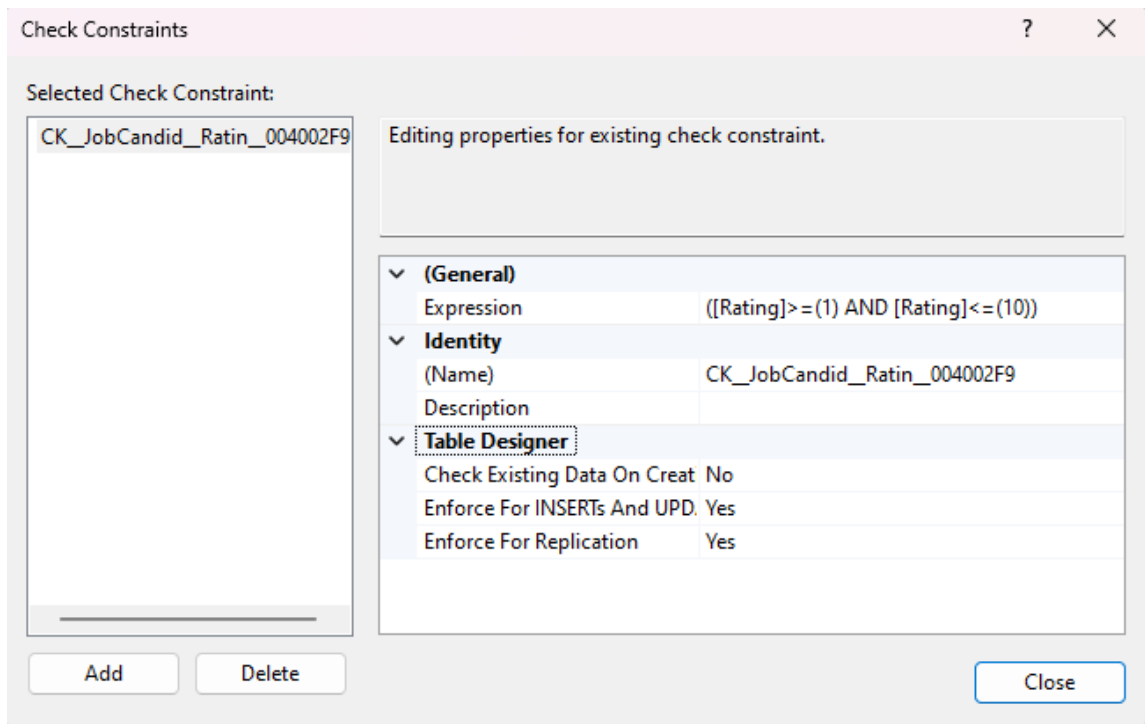 Check Constraints
?
Selected Check Constraint:
CK__JobCandid__Ratin__004002F9
Editing properties for existing check constraint.
(General)
Expression ([Rating]>=(1) AND [Rating]<=(10))
Identity
(Name) CK__JobCandid__Ratin__004002F9
Description
Table Designer
Check Existing Data On Creat No
Enforce For INSERTs And UPD. Yes
Enforce For Replication Yes
Add Delete
Close